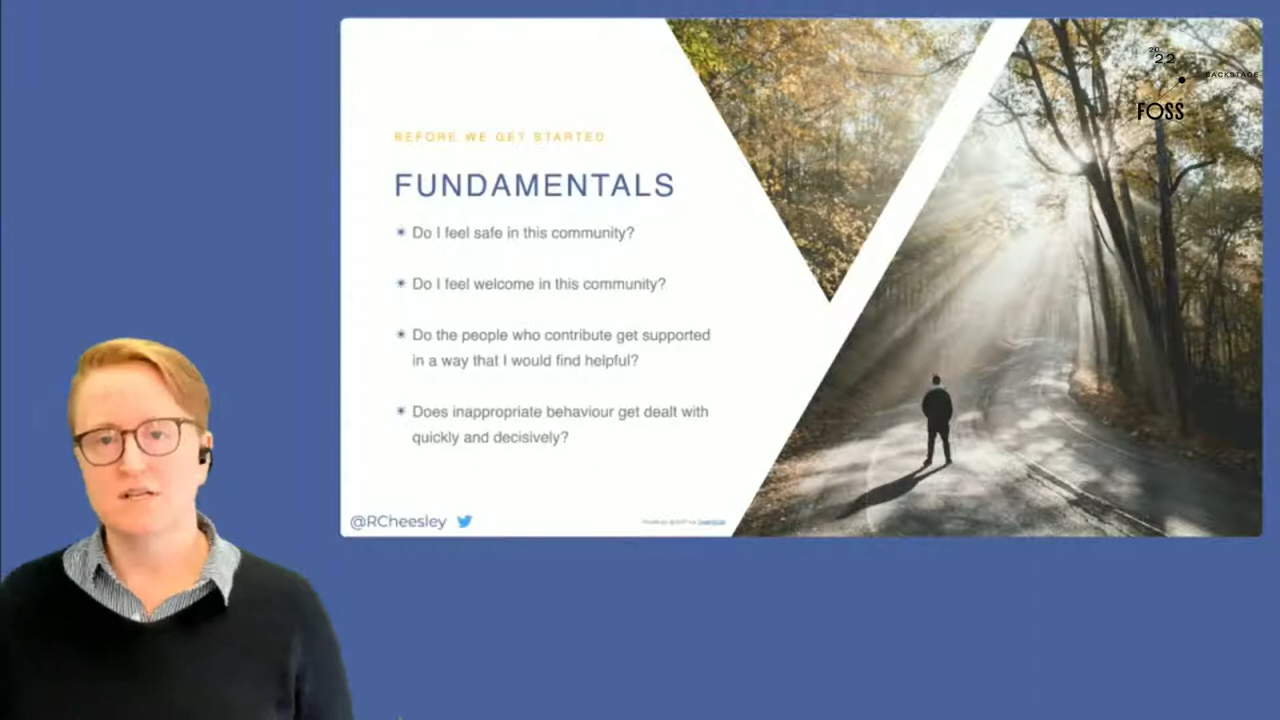 BEFORE WE GET STARTED
FUNDAMENTALS
* Do I feel safe in this community?
* Do I feel welcome in this community?
* Do the people who contribute get supported
in a way that I would find helpful?
* Does inappropriate behaviour get dealt with
quickly and decisively?
@RCheesley
20
22
BACKSTAGE
FOSS